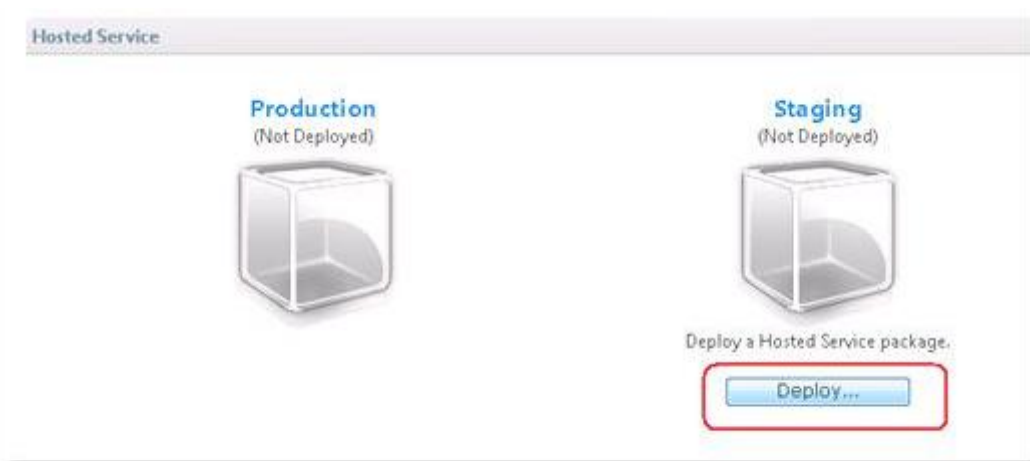 Hosted Service
Production
(Not Deployed)
Staging
(Not Deployed)
Deploy a Hosted Service package.
Deploy...